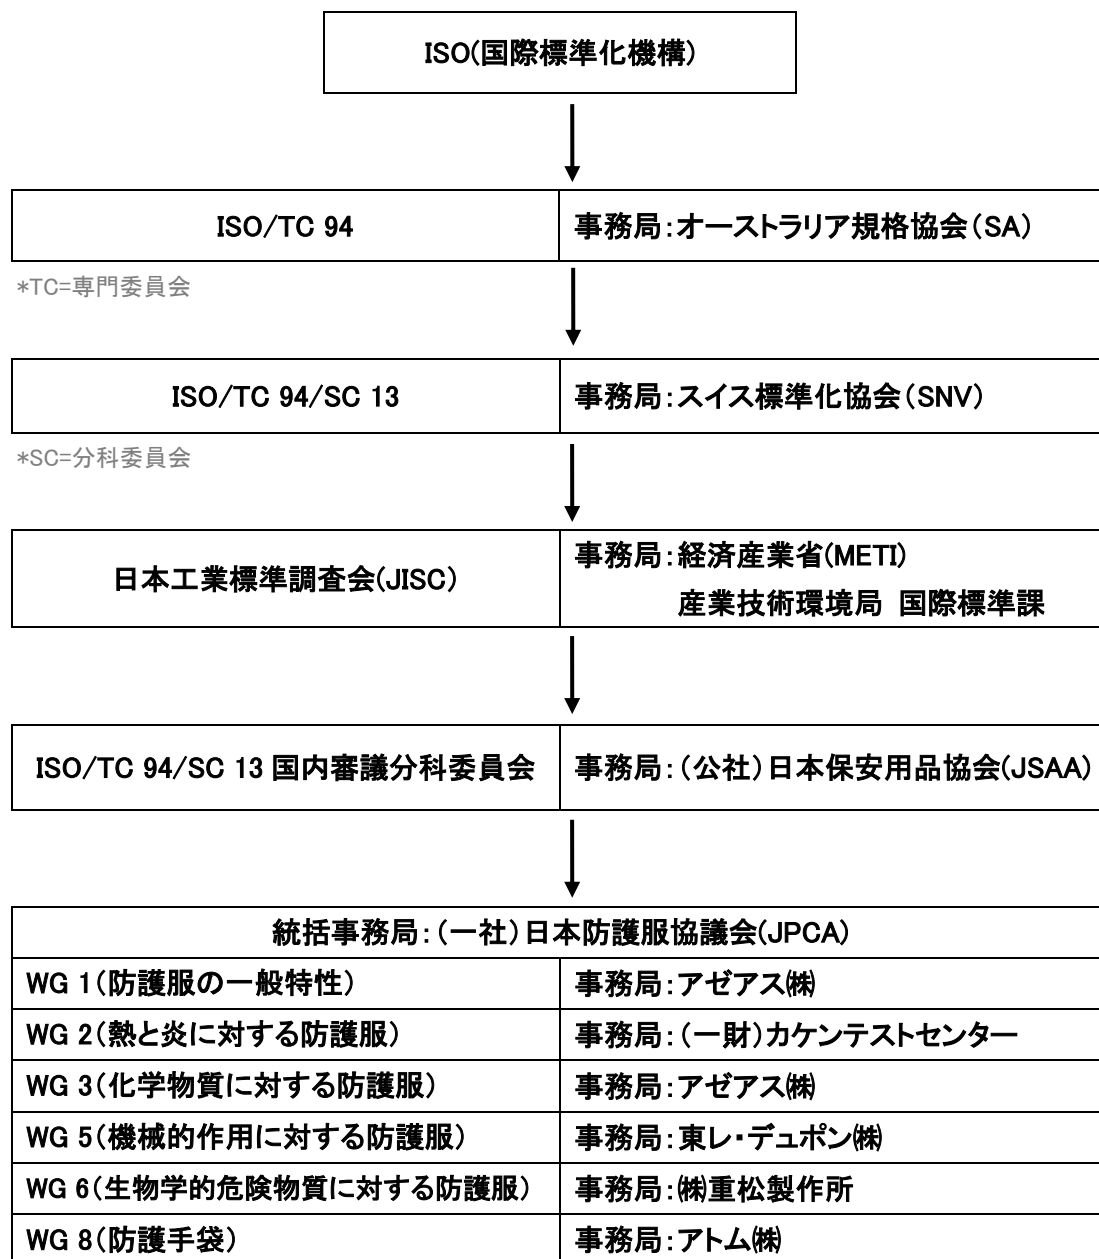 ISO(国際標準化機構)
ISO/TC 94
事務局：オーストラリア規格協会（SA）
*TC=専門委員会
ISO/TC 94/SC 13
事務局：スイス標準化協会（SNV）
*SC=分科委員会
日本工業標準調査会(JISC)
事務局：経済産業省(METI)
産業技術環境局 国際標準課
ISO/TC 94/SC 13 国内審議分科委員会
事務局：（公社）日本保安用品協会(JSAA)
統括事務局：（一社）日本防護服協議会(JPCA)
WG 1（防護服の一般特性）
事務局：アゼアス㈱
WG 2（熱と炎に対する防護服）
事務局：（一財）カケンテストセンター
WG 3（化学物質に対する防護服）
事務局：アゼアス㈱
WG 5（機械的作用に対する防護服）
事務局：東レ・デュポン㈱
WG 6（生物学的危険物質に対する防護服）
事務局：㈱重松製作所
WG 8（防護手袋）
事務局：アトム㈱